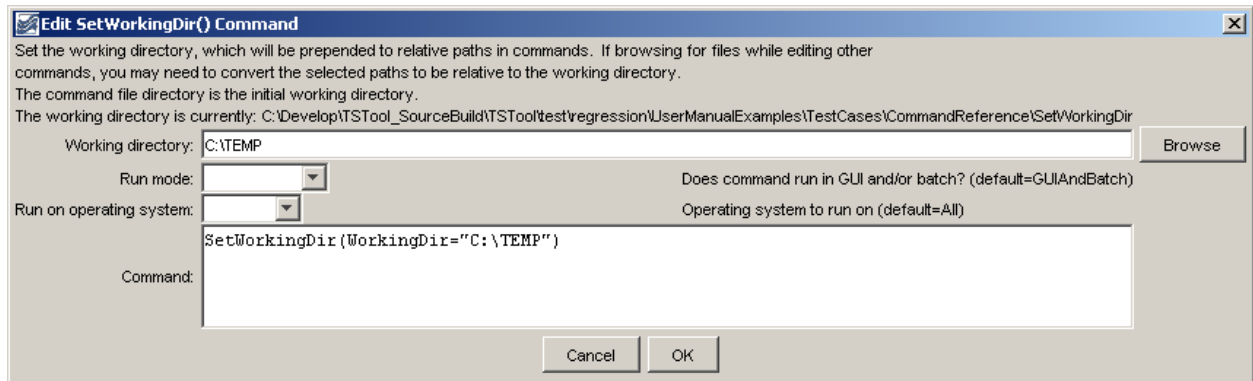 Edit SetWorkingDir() Command
Set the working directory, which will be prepended to relative paths in commands. If browsing for files while editing other
commands, you may need to convert the selected paths to be relative to the working directory.
The command file directory is the initial working directory.
The working directory is currently: C:\Develop\TSTool_SourceBuild\TSTool\test\regression\UserManualExamples\TestCases\CommandReference\SetWorkingDir
Working directory: C:\TEMP Browse
Run mode: Does command run in GUI and/or batch? (default=GUIAndBatch)
Run on operating system: Operating system to run on (default=All)
SetWorkingDir(WorkingDir="C:\TEMP")
Command:
Cancel OK